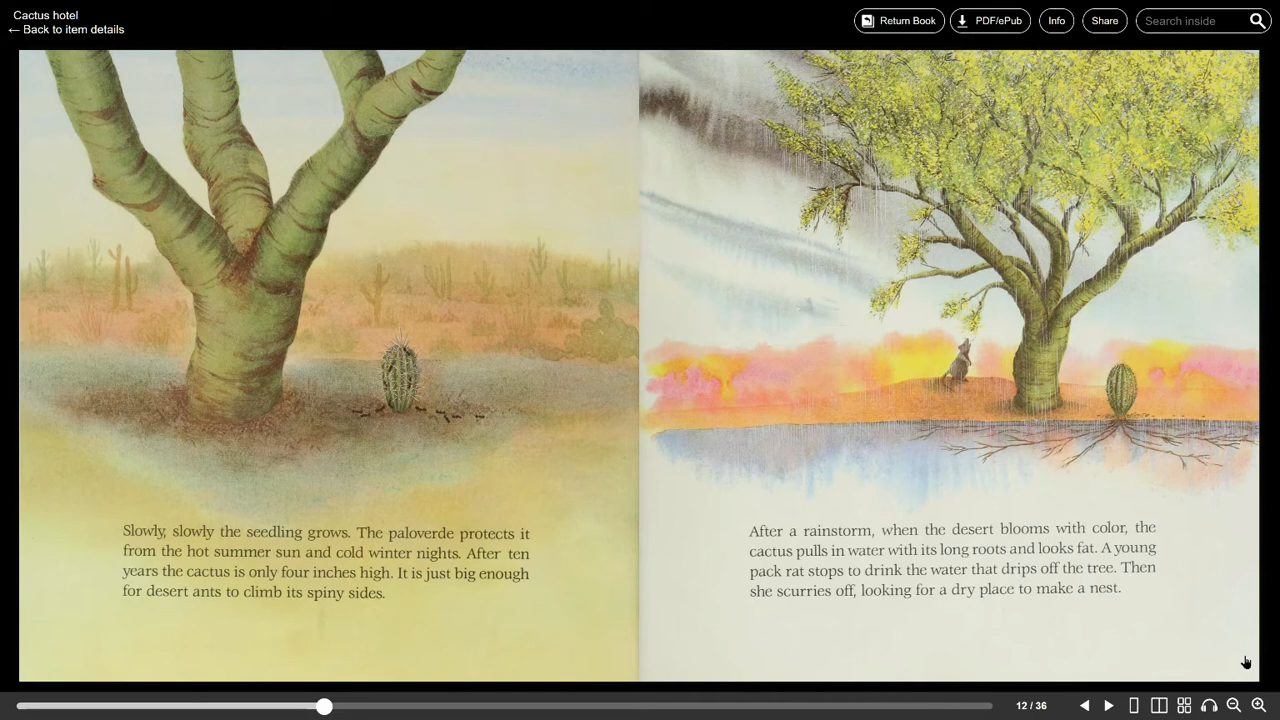 Cactus hotel
← Back to item details
Return Book
PDF/ePub
Info
Share
Search inside
Slowly, slowly the seedling grows. The paloverde protects it
from the hot summer sun and cold winter nights. After ten
years the cactus is only four inches high. It is just big enough
for desert ants to climb its spiny sides.
After a rainstorm, when the desert blooms with color, the
cactus pulls in water with its long roots and looks fat. A young
pack rat stops to drink the water that drips off the tree. Then
she scurries off, looking for a dry place to make a nest.
12 / 36